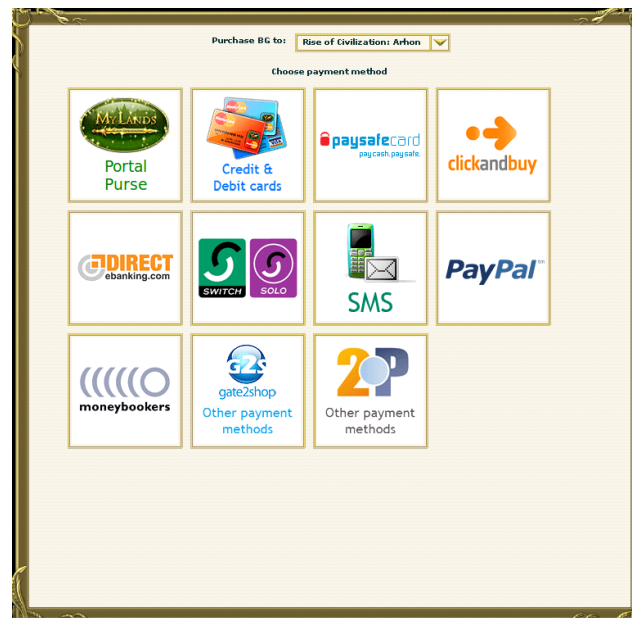 Purchase BG to: Rise of Civilization: Arhon
Choose payment method
MyLands
Portal
Purse
Credit &
Debit cards
paysafecard
pay cash. pay safe.
clickandbuy
DIRECT
ebanking.com
SWITCH
SOLO
SMS
PayPal
moneybookers
G2S
gate2shop
Other payment
methods
2P
Other payment
methods